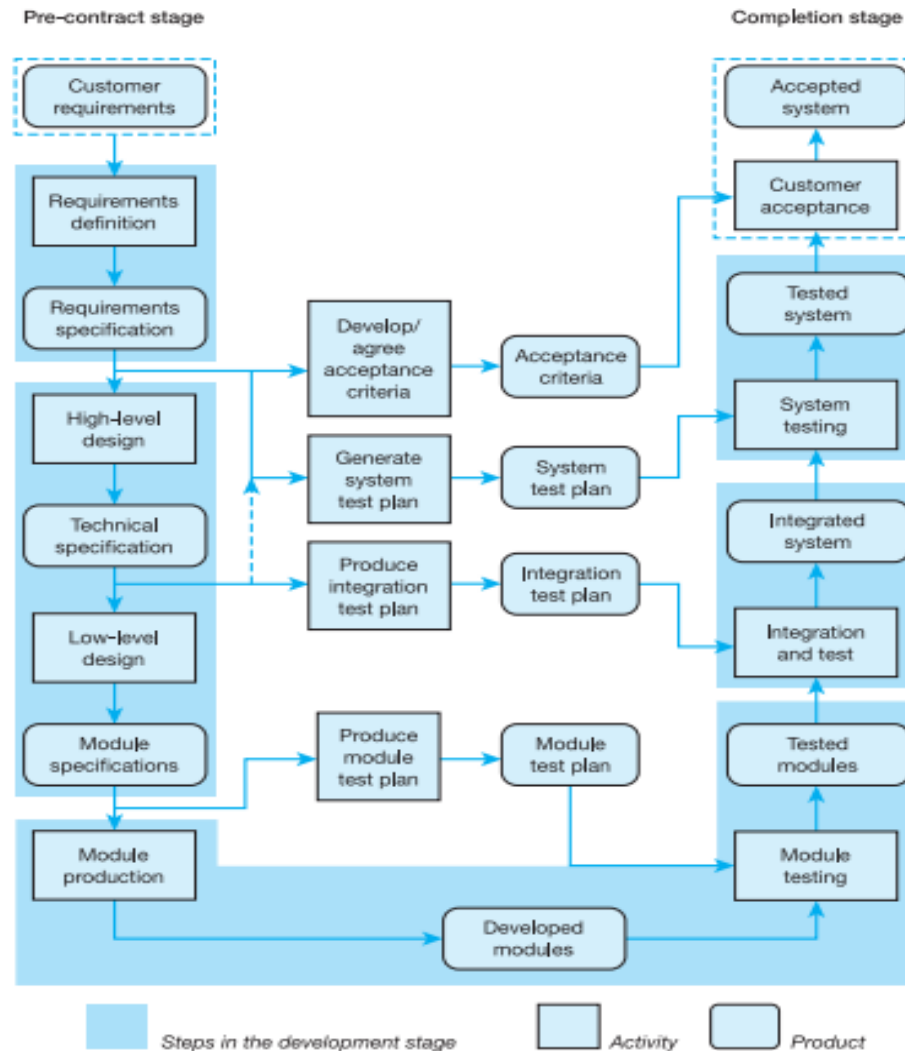 Pre-contract stage
Completion stage
Customer
requirements
Accepted
system
Requirements
definition
Customer
acceptance
Requirements
specification
Develop/
agree
acceptance
criteria
Acceptance
criteria
Tested
system
High-level
design
Generate
system
test plan
System
test plan
System
testing
Technical
specification
Produce
integration
test plan
Integration
test plan
Integrated
system
Low-level
design
Integration
and test
Module
specifications
Produce
module
test plan
Module
test plan
Tested
modules
Module
production
Module
testing
Developed
modules
Steps in the development stage
Activity
Product